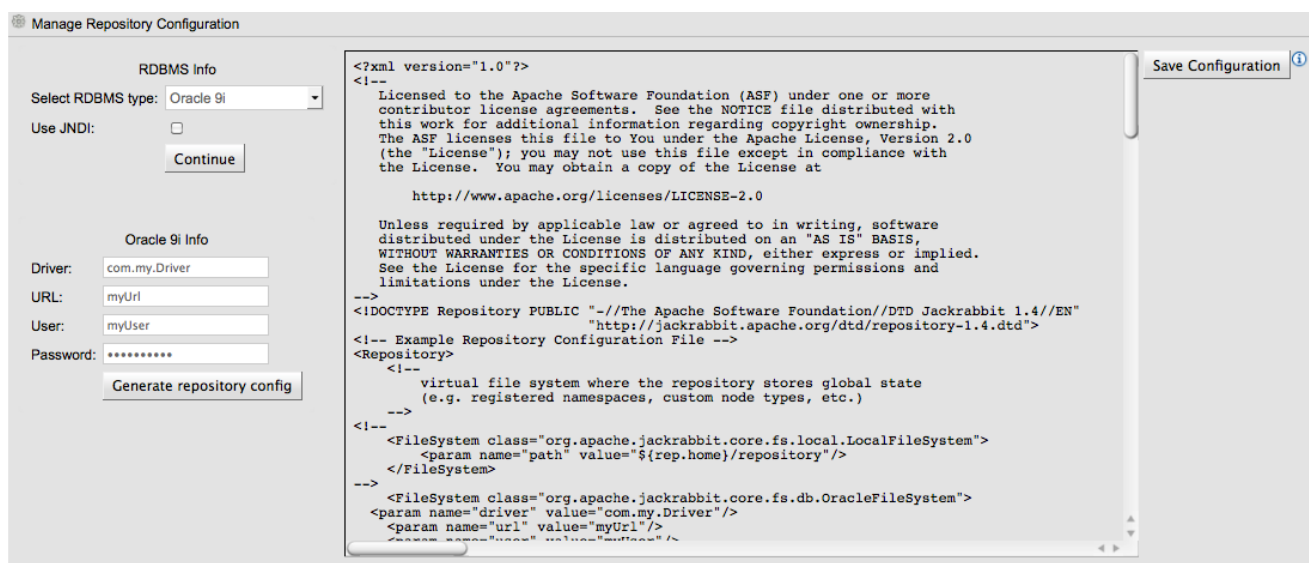 Manage Repository Configuration
RDBMS Info
Select RDBMS type: Oracle 9i
Use JNDI:
Continue
Oracle 9i Info
Driver: com.my.Driver
URL: myUrl
User: myUser
Password: ••••••••••
Generate repository config
<?xml version="1.0"?>
<!--
Licensed to the Apache Software Foundation (ASF) under one or more
contributor license agreements.  See the NOTICE file distributed with
this work for additional information regarding copyright ownership.
The ASF licenses this file to You under the Apache License, Version 2.0
(the "License"); you may not use this file except in compliance with
the License.  You may obtain a copy of the License at
http://www.apache.org/licenses/LICENSE-2.0
Unless required by applicable law or agreed to in writing, software
distributed under the License is distributed on an "AS IS" BASIS,
WITHOUT WARRANTIES OR CONDITIONS OF ANY KIND, either express or implied.
See the License for the specific language governing permissions and
limitations under the License.
-->
<!DOCTYPE Repository PUBLIC "-//The Apache Software Foundation//DTD Jackrabbit 1.4//EN"
"http://jackrabbit.apache.org/dtd/repository-1.4.dtd">
<!-- Example Repository Configuration File -->
<Repository>
<!--
virtual file system where the repository stores global state
(e.g. registered namespaces, custom node types, etc.)
-->
<!--
<FileSystem class="org.apache.jackrabbit.core.fs.local.LocalFileSystem">
<param name="path" value="${rep.home}/repository"/>
</FileSystem>
-->
<FileSystem class="org.apache.jackrabbit.core.fs.db.OracleFileSystem">
<param name="driver" value="com.my.Driver"/>
<param name="url" value="myUrl"/>
<param name="user" value="myUser"/>
Save Configuration